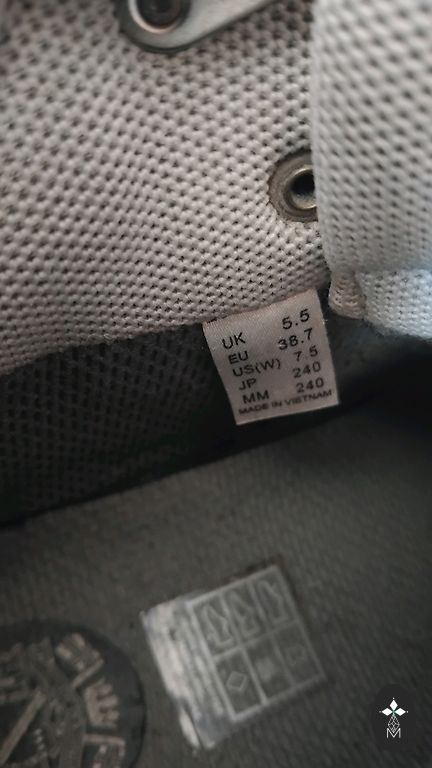 UK 5.5
EU 38.7
US(W) 7.5
JP 240
MM 240
MADE IN VIETNAM
M